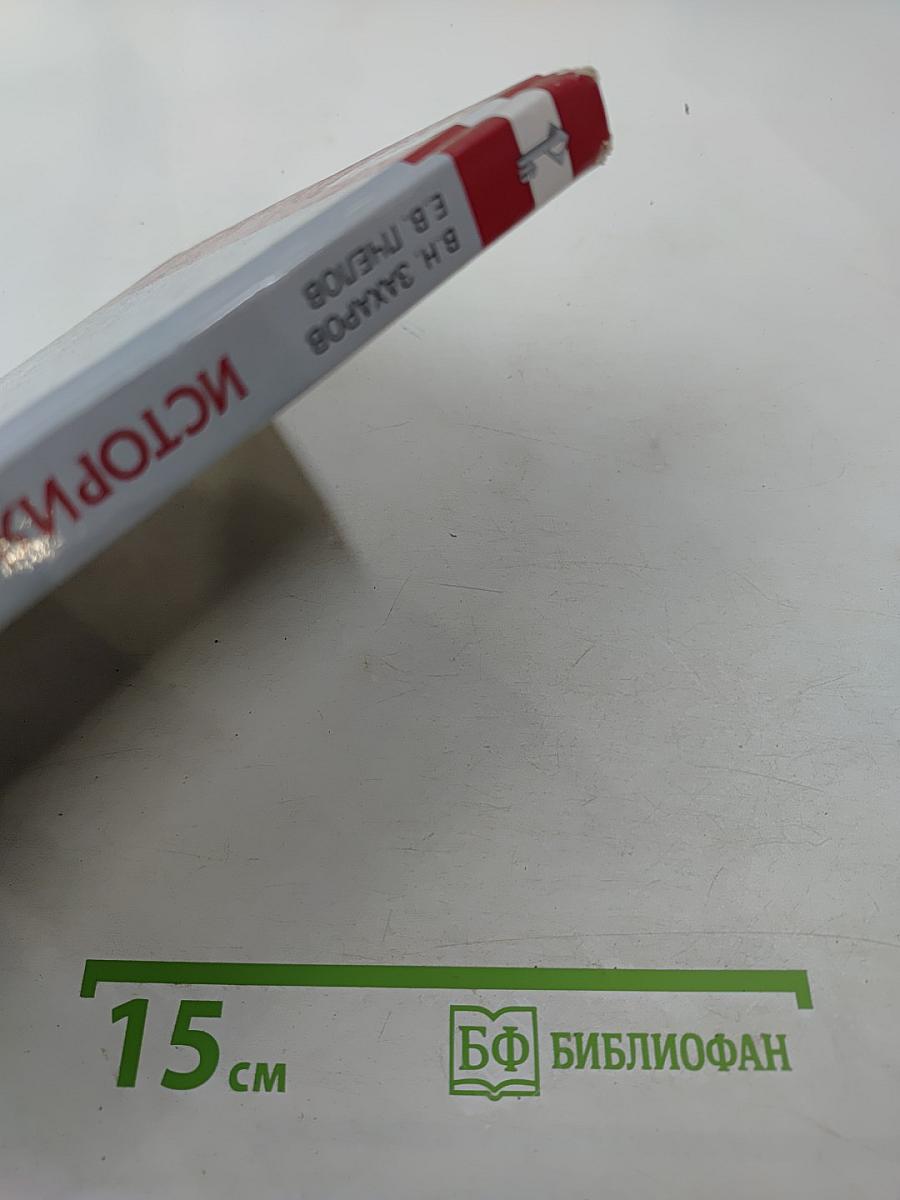 В.Н. ЗАХАРОВ
Е.В. ПЧЕЛОВ
ИСТОРИЯ
15 см
БФ БИБЛИОФАН